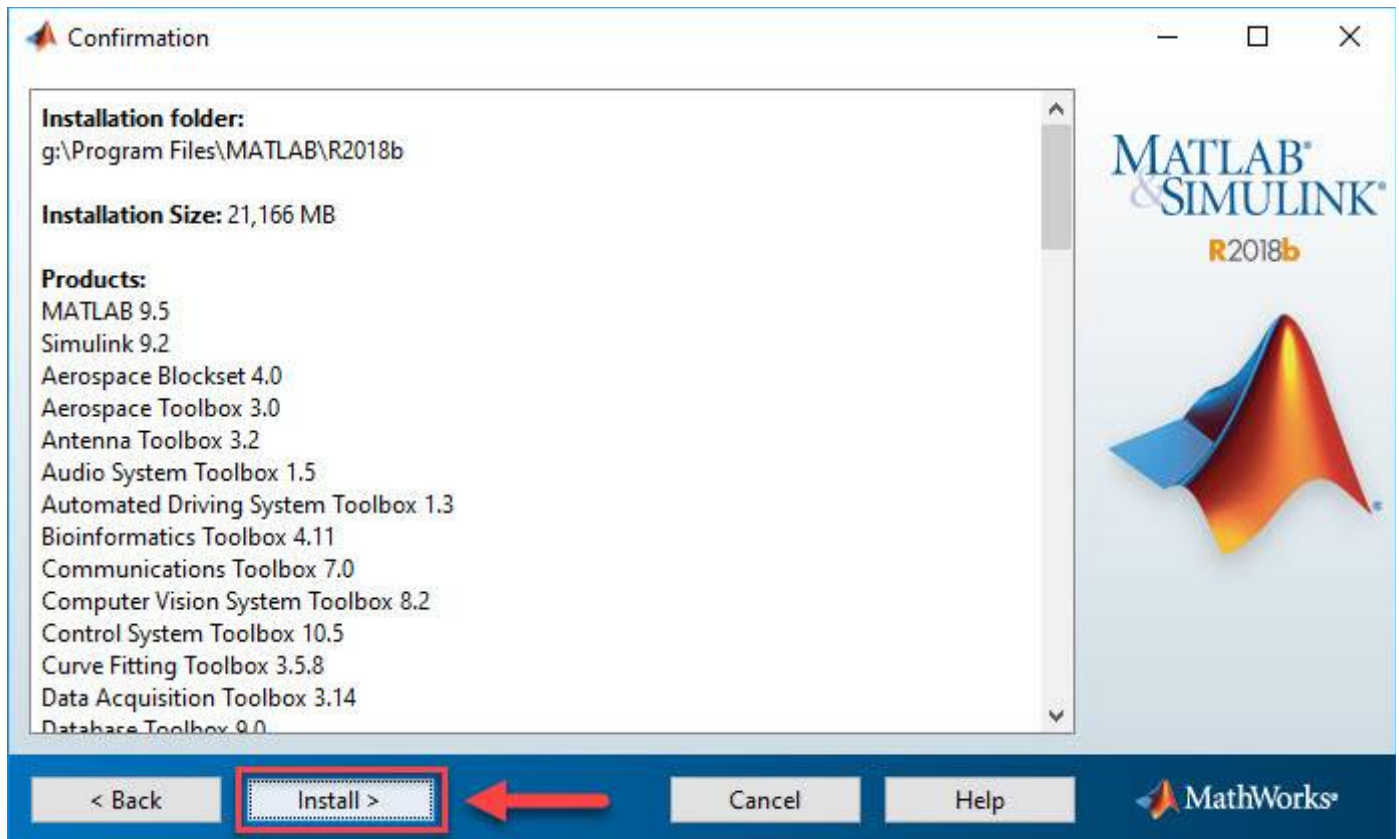 Confirmation
Installation folder:
g:\Program Files\MATLAB\R2018b
Installation Size: 21,166 MB
Products:
MATLAB 9.5
Simulink 9.2
Aerospace Blockset 4.0
Aerospace Toolbox 3.0
Antenna Toolbox 3.2
Audio System Toolbox 1.5
Automated Driving System Toolbox 1.3
Bioinformatics Toolbox 4.11
Communications Toolbox 7.0
Computer Vision System Toolbox 8.2
Control System Toolbox 10.5
Curve Fitting Toolbox 3.5.8
Data Acquisition Toolbox 3.14
Database Toolbox 9.0
MATLAB®
&SIMULINK®
R2018b
< Back
Install >
Cancel
Help
MathWorks®